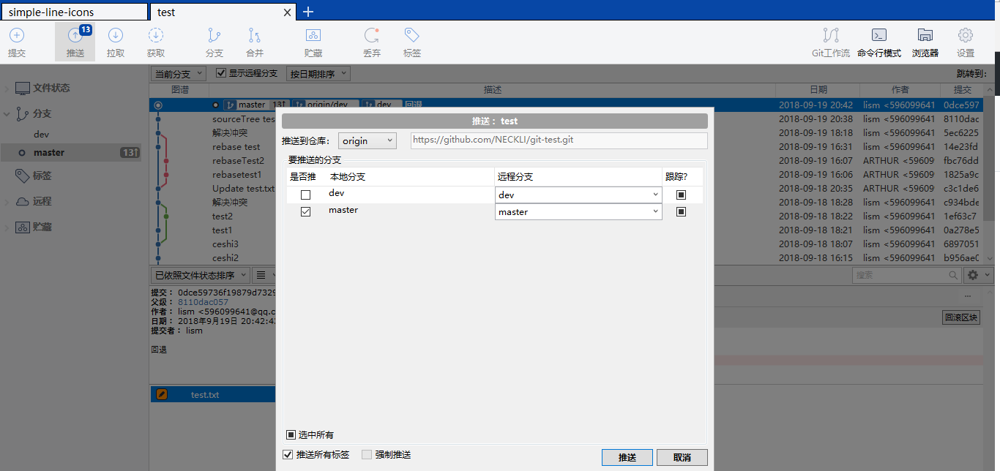 simple-line-icons
test
提交
推送
13
拉取
获取
分支
合并
贮藏
丢弃
标签
Git工作流
命令行模式
浏览器
设置
当前分支
显示远程分支
按日期排序
跳转到:
文件状态
分支
dev
master
13↑
标签
远程
贮藏
图谱
描述
日期
作者
提交
master 13↑ origin/dev dev 回退 2018-09-19 20:42 lism <596099641 0dce597
sourceTree tes 2018-09-19 20:38 lism <596099641 8110dac
解决冲突 2018-09-19 18:18 lism <596099641 5ec6225
rebase test 2018-09-19 16:31 lism <596099641 14e23fd
rebaseTest2 2018-09-19 16:07 ARTHUR <59609 fbc76dd
rebasetest1 2018-09-19 16:06 ARTHUR <59609 1825a9c
Update test.txt 2018-09-18 20:35 ARTHUR <59609 c3c1de6
解决冲突 2018-09-18 18:28 lism <596099641 c934bde
test2 2018-09-18 18:22 lism <596099641 1ef63c7
test1 2018-09-18 18:21 lism <596099641 0a278e5
ceshi3 2018-09-18 18:07 lism <596099641 6897051
ceshi2 2018-09-18 16:15 lism <596099641 b956ae0
已依照文件状态排序
搜索
提交： 0dce59736f19879d7329
父级： 8110dac057
作者： lism <596099641@qq.c
日期： 2018年9月19日 20:42:4
提交者： lism
回退
test.txt
...
回滚区块
推送： test
推送到仓库：
origin
https://github.com/NECKLI/git-test.git
要推送的分支
是否推 本地分支 远程分支 跟踪?
dev dev
master master
选中所有
推送所有标签
强制推送
推送
取消